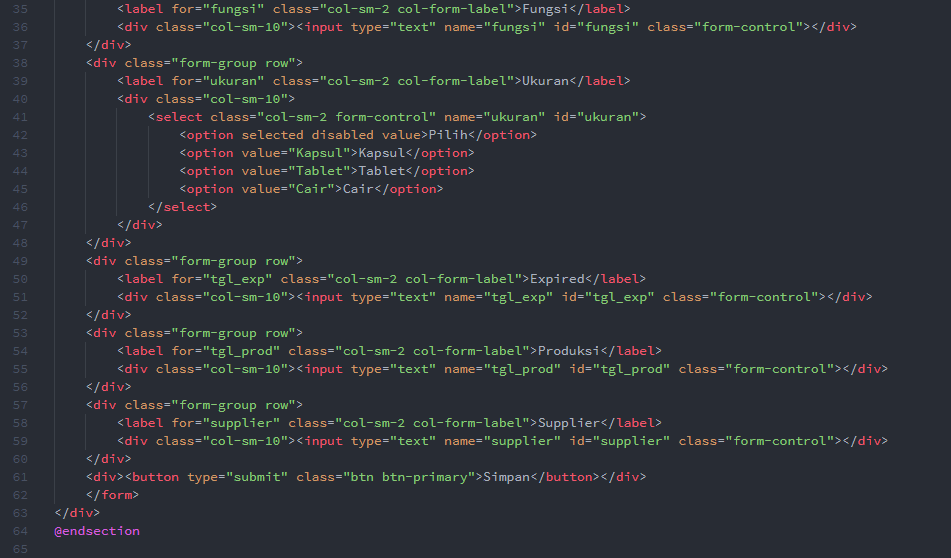 35 <label for="fungsi" class="col-sm-2 col-form-label">Fungsi</label>
36 <div class="col-sm-10"><input type="text" name="fungsi" id="fungsi" class="form-control"></div>
37 </div>
38 <div class="form-group row">
39 <label for="ukuran" class="col-sm-2 col-form-label">Ukuran</label>
40 <div class="col-sm-10">
41 <select class="col-sm-2 form-control" name="ukuran" id="ukuran">
42 <option selected disabled value>Pilih</option>
43 <option value="Kapsul">Kapsul</option>
44 <option value="Tablet">Tablet</option>
45 <option value="Cair">Cair</option>
46 </select>
47 </div>
48 </div>
49 <div class="form-group row">
50 <label for="tgl_exp" class="col-sm-2 col-form-label">Expired</label>
51 <div class="col-sm-10"><input type="text" name="tgl_exp" id="tgl_exp" class="form-control"></div>
52 </div>
53 <div class="form-group row">
54 <label for="tgl_prod" class="col-sm-2 col-form-label">Produksi</label>
55 <div class="col-sm-10"><input type="text" name="tgl_prod" id="tgl_prod" class="form-control"></div>
56 </div>
57 <div class="form-group row">
58 <label for="supplier" class="col-sm-2 col-form-label">Supplier</label>
59 <div class="col-sm-10"><input type="text" name="supplier" id="supplier" class="form-control"></div>
60 </div>
61 <div><button type="submit" class="btn btn-primary">Simpan</button></div>
62 </form>
63 </div>
64 @endsection
65